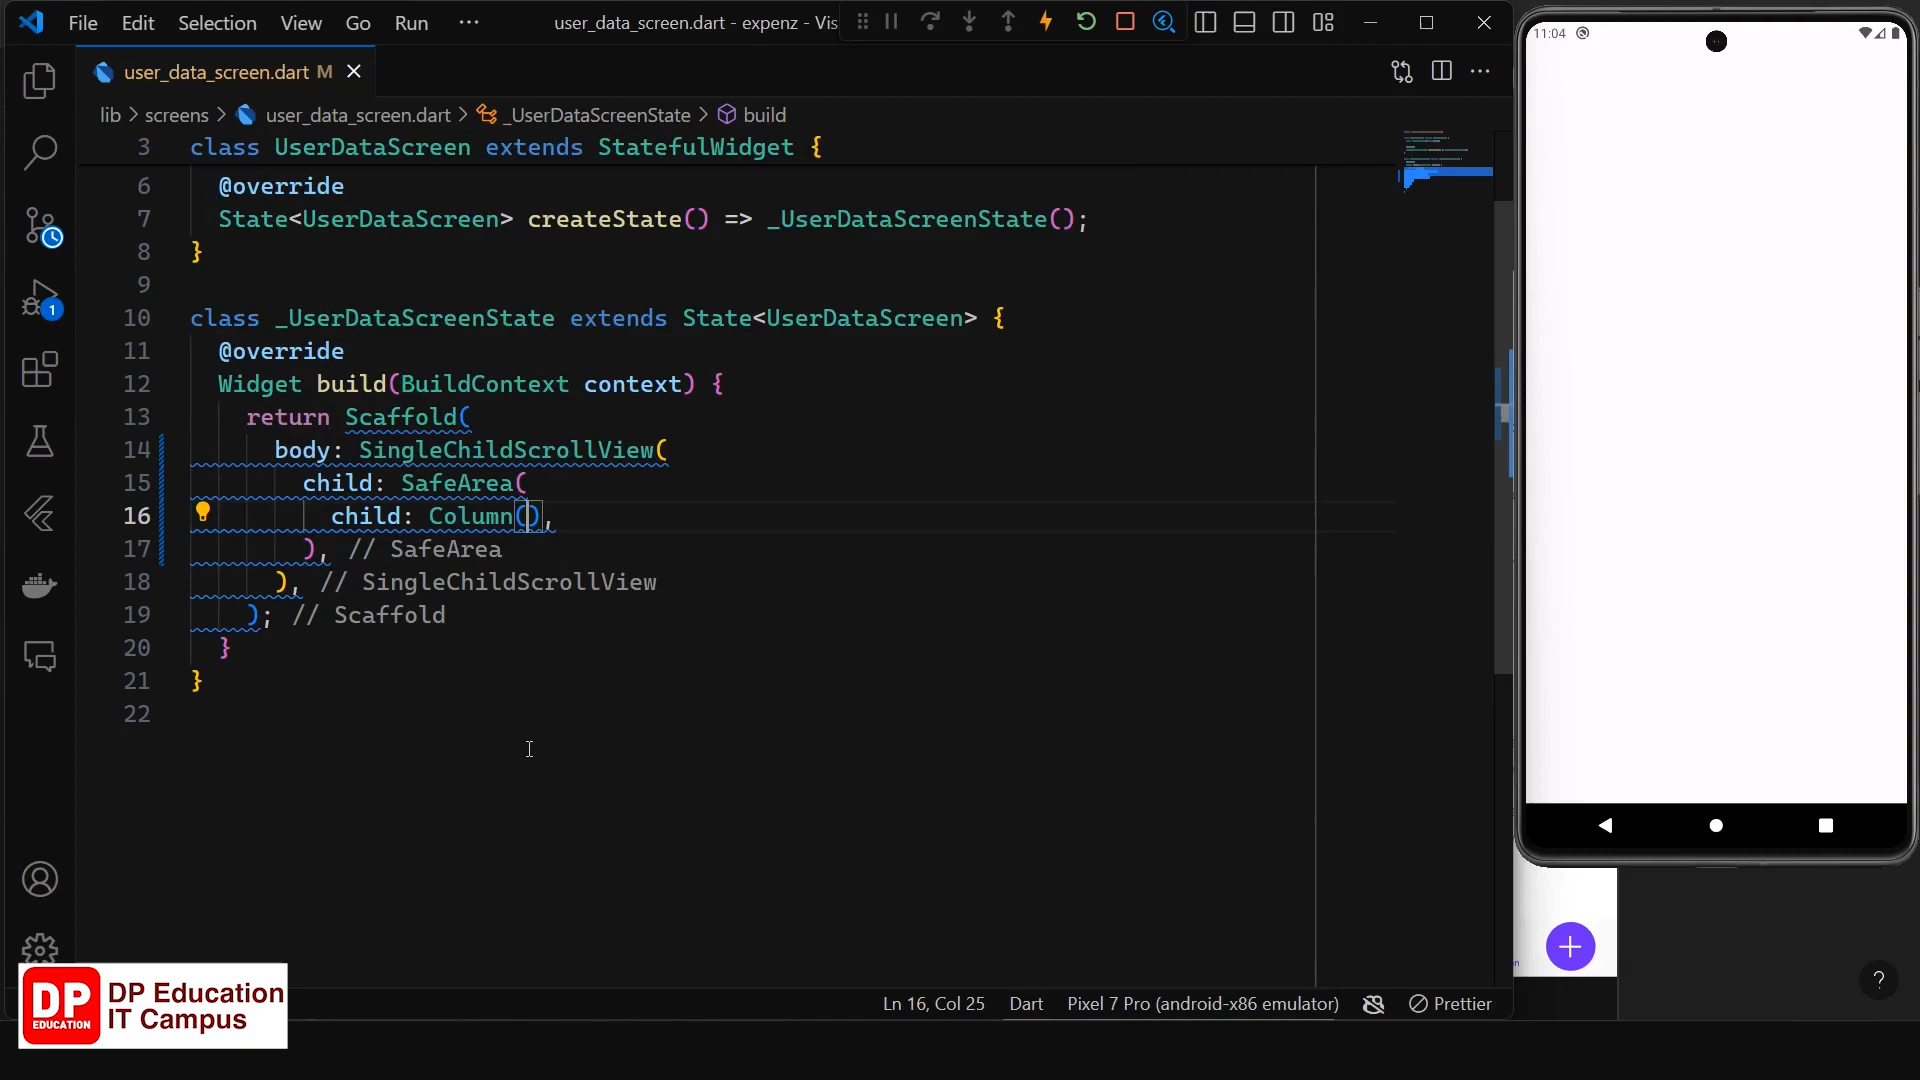 File Edit Selection View Go Run ··· user_data_screen.dart - expenz - Vis
11:04
user_data_screen.dart M
lib > screens > user_data_screen.dart > _UserDataScreenState > build
3 class UserDataScreen extends StatefulWidget {
6 @override
7 State<UserDataScreen> createState() => _UserDataScreenState();
8 }
9
10 class _UserDataScreenState extends State<UserDataScreen> {
11 @override
12 Widget build(BuildContext context) {
13 return Scaffold(
14 body: SingleChildScrollView(
15 child: SafeArea(
16 child: Column(),
17 ), // SafeArea
18 ), // SingleChildScrollView
19 ); // Scaffold
20 }
21 }
22
1
DP EDUCATION
DP Education
IT Campus
Ln 16, Col 25 Dart Pixel 7 Pro (android-x86 emulator) Prettier
?